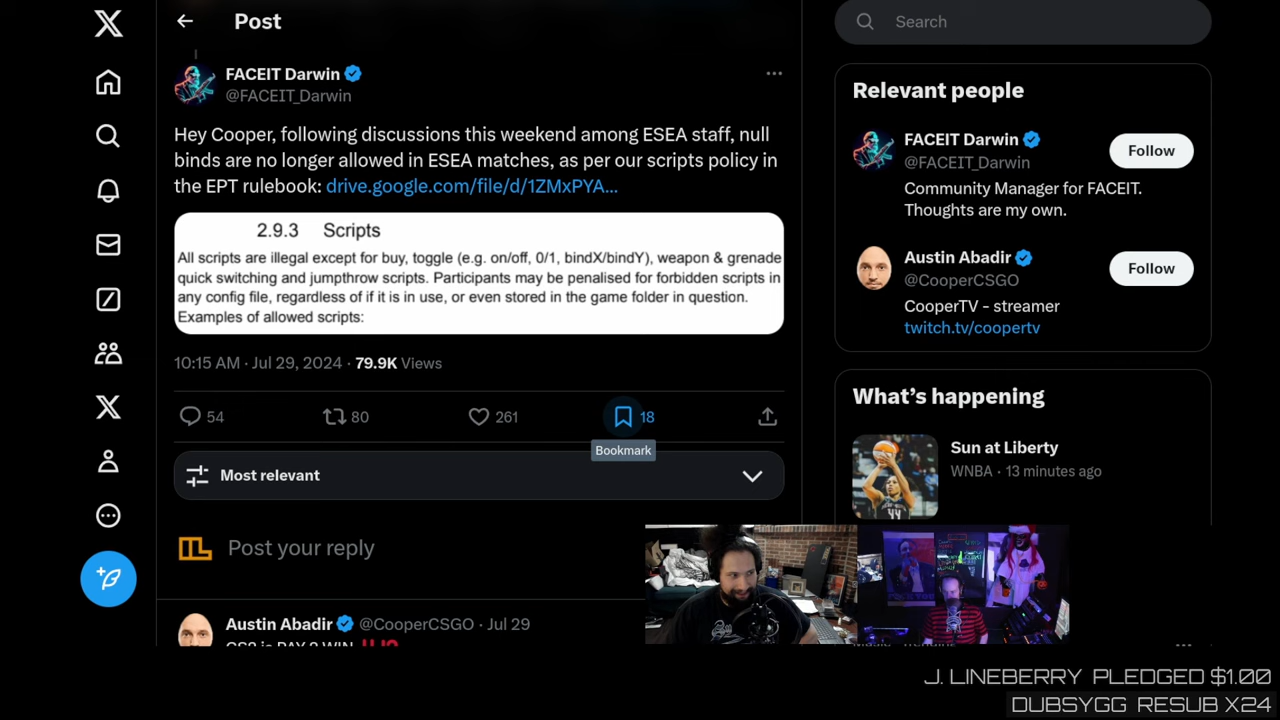 Post
Search
FACEIT Darwin
@FACEIT_Darwin
Hey Cooper, following discussions this weekend among ESEA staff, null
binds are no longer allowed in ESEA matches, as per our scripts policy in
the EPT rulebook: drive.google.com/file/d/1ZMxPYA...
2.9.3 Scripts
All scripts are illegal except for buy, toggle (e.g. on/off, 0/1, bindX/bindY), weapon & grenade
quick switching and jumpthrow scripts. Participants may be penalised for forbidden scripts in
any config file, regardless of if it is in use, or even stored in the game folder in question.
Examples of allowed scripts:
10:15 AM · Jul 29, 2024 · 79.9K Views
54 80 261 18
Bookmark
Most relevant
Post your reply
Austin Abadir @CooperCSGO · Jul 29
CS2 is PAY 2 WIN
Relevant people
FACEIT Darwin
@FACEIT_Darwin
Follow
Community Manager for FACEIT.
Thoughts are my own.
Austin Abadir
@CooperCSGO
Follow
CooperTV - streamer
twitch.tv/coopertv
What's happening
Sun at Liberty
WNBA · 13 minutes ago
J. LINEBERRY PLEDGED $1.00
DUBSYGG RESUB X24